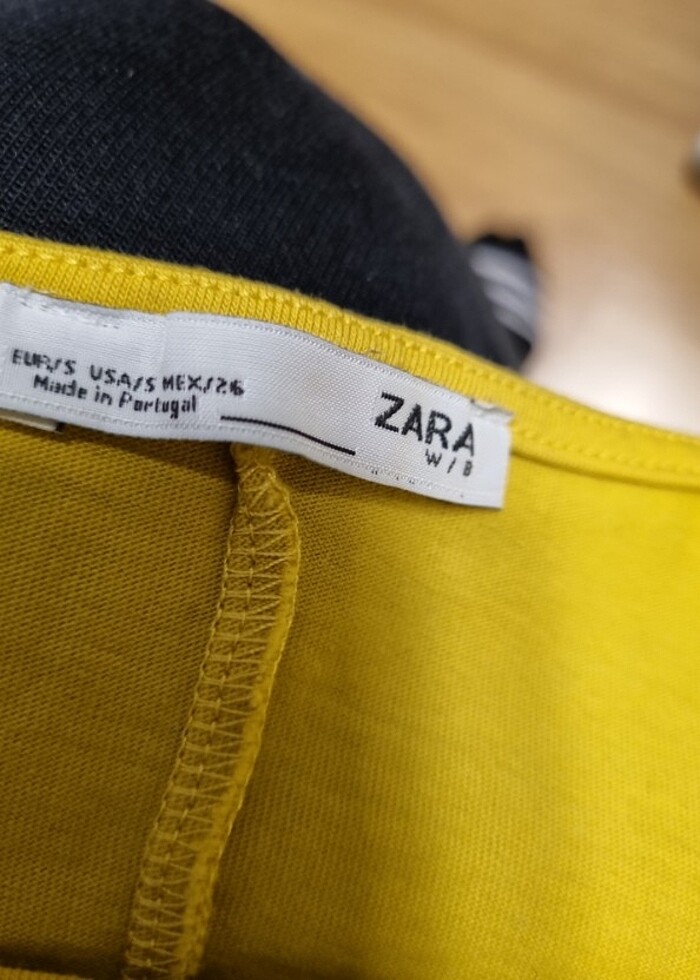 EUR/S USA/S MEX/26
Made in Portugal
ZARA
W/B